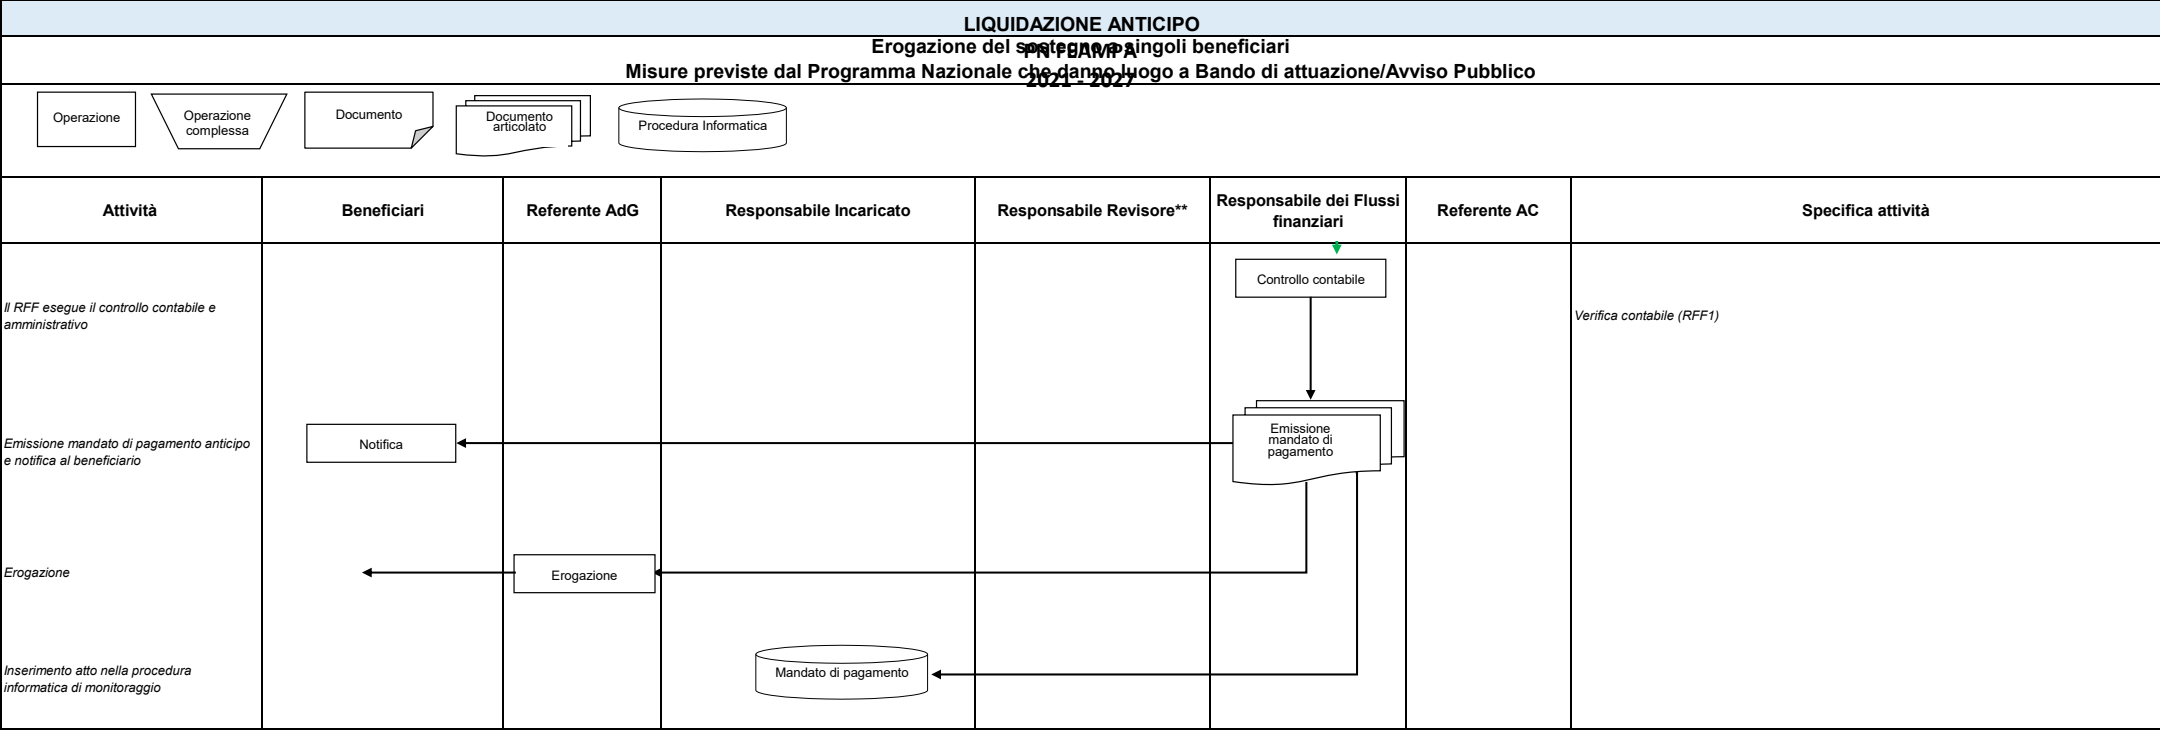 LIQUIDAZIONE ANTICIPO
Erogazione del sostegno a singoli beneficiari
PN FEAMPA
Misure previste dal Programma Nazionale che danno luogo a Bando di attuazione/Avviso Pubblico
2021 - 2027
Operazione
Operazione
complessa
Documento
Documento
articolato
Procedura Informatica
Attività
Beneficiari
Referente AdG
Responsabile Incaricato
Responsabile Revisore**
Responsabile dei Flussi
finanziari
Referente AC
Specifica attività
Il RFF esegue il controllo contabile e
amministrativo
Controllo contabile
Verifica contabile (RFF1)
Emissione mandato di pagamento anticipo
e notifica al beneficiario
Notifica
Emissione
mandato di
pagamento
Erogazione
Erogazione
Inserimento atto nella procedura
informatica di monitoraggio
Mandato di pagamento